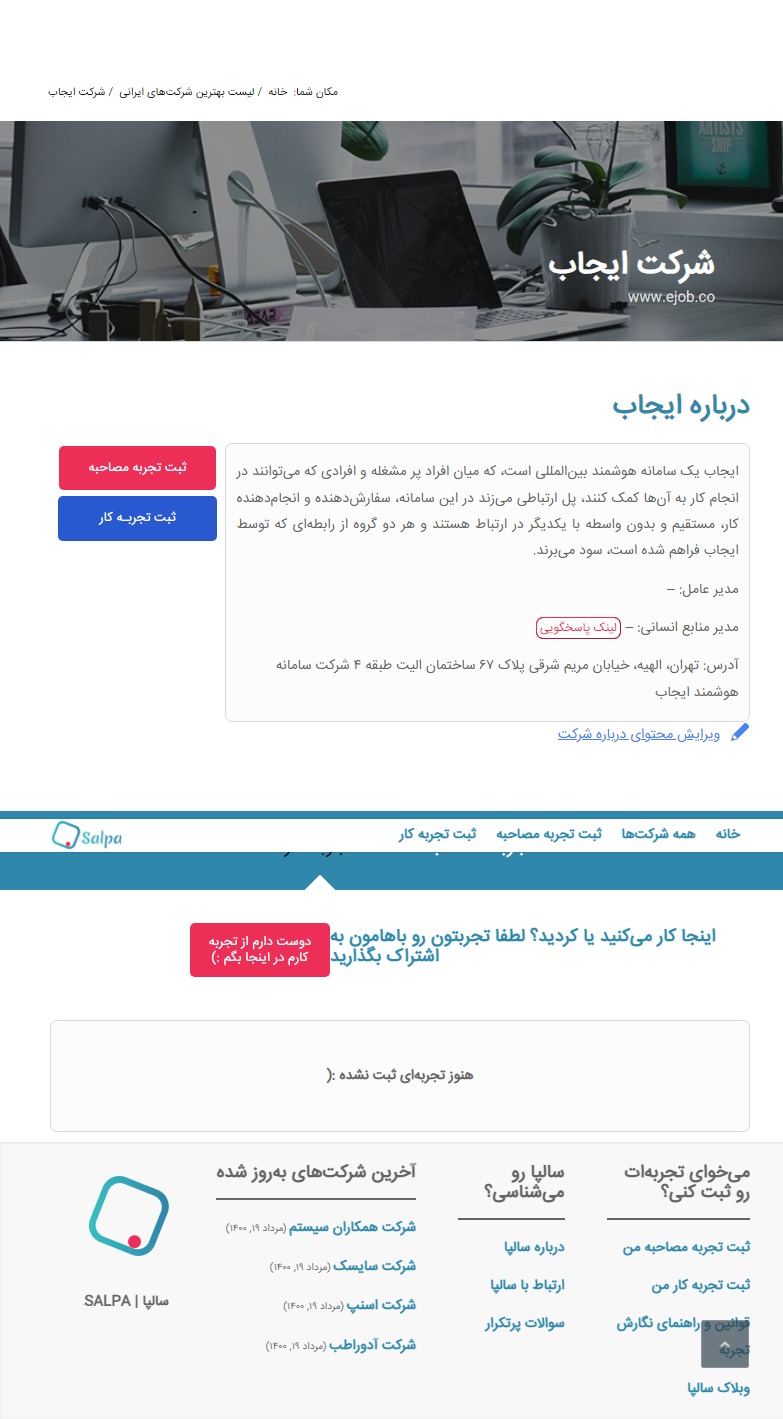 مکان شما: خانه / لیست بهترین شرکت‌های ایرانی / شرکت ایجاب
ARTISTS
SHIP
شرکت ایجاب
www.ejob.co
درباره ایجاب
ایجاب یک سامانه هوشمند بین‌المللی است، که میان افراد پر مشغله و افرادی که می‌توانند در
انجام کار به آن‌ها کمک کنند، پل ارتباطی می‌زند در این سامانه، سفارش‌دهنده و انجام‌دهنده
کار، مستقیم و بدون واسطه با یکدیگر در ارتباط هستند و هر دو گروه از رابطه‌ای که توسط
ایجاب فراهم شده است، سود می‌برند.
مدیر عامل: –
مدیر منابع انسانی: – لینک پاسخگویی
آدرس: تهران، الهیه، خیابان مریم شرقی پلاک ۶۷ ساختمان الیت طبقه ۴ شرکت سامانه
هوشمند ایجاب
ثبت تجربه مصاحبه
ثبت تجربـه کار
ویرایش محتوای درباره شرکت
خانه همه شرکت‌ها ثبت تجربه مصاحبه ثبت تجربه کار
Salpa
اینجا کار می‌کنید یا کردید؟ لطفا تجربتون رو باهامون به
اشتراک بگذارید
دوست دارم از تجربه
کارم در اینجا بگم :)
هنوز تجربه‌ای ثبت نشده :(
می‌خوای تجربه‌ات
رو ثبت کنی؟
ثبت تجربه مصاحبه من
ثبت تجربه کار من
قوانین و راهنمای نگارش
تجربه
وبلاک سالپا
سالپا رو
می‌شناسی؟
درباره سالپا
ارتباط با سالپا
سوالات پرتکرار
آخرین شرکت‌های به‌روز شده
شرکت همکاران سیستم (مرداد ۱۹, ۱۴۰۰)
شرکت سایسک (مرداد ۱۹, ۱۴۰۰)
شرکت اسنپ (مرداد ۱۹, ۱۴۰۰)
شرکت آدوراطب (مرداد ۱۹, ۱۴۰۰)
سالپا | SALPA